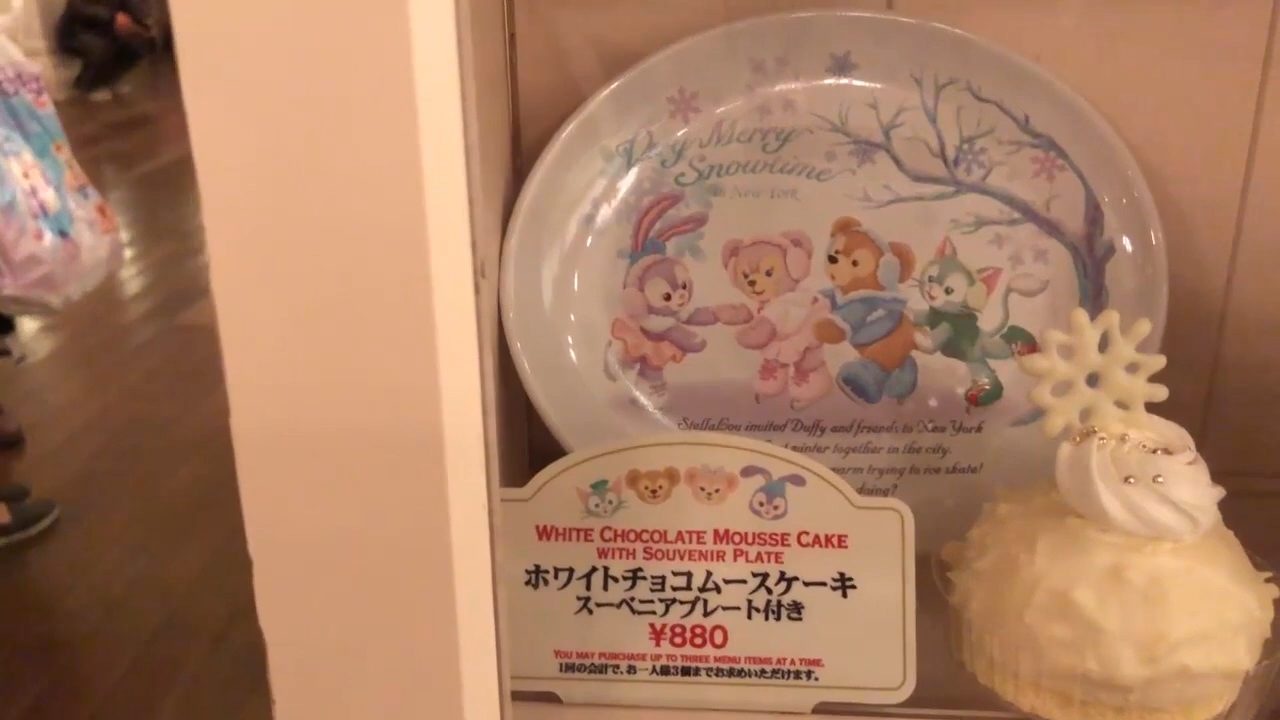 Very Merry
Snowtime
in New York
StellaLou invited Duffy and friends to New York
winter together in the city.
warm trying to ice skate!
doing?
WHITE CHOCOLATE MOUSSE CAKE
WITH SOUVENIR PLATE
ホワイトチョコムースケーキ
スーベニアプレート付き
¥880
YOU MAY PURCHASE UP TO THREE MENU ITEMS AT A TIME.
1回の会計で、お一人様3個までお求めいただけます。